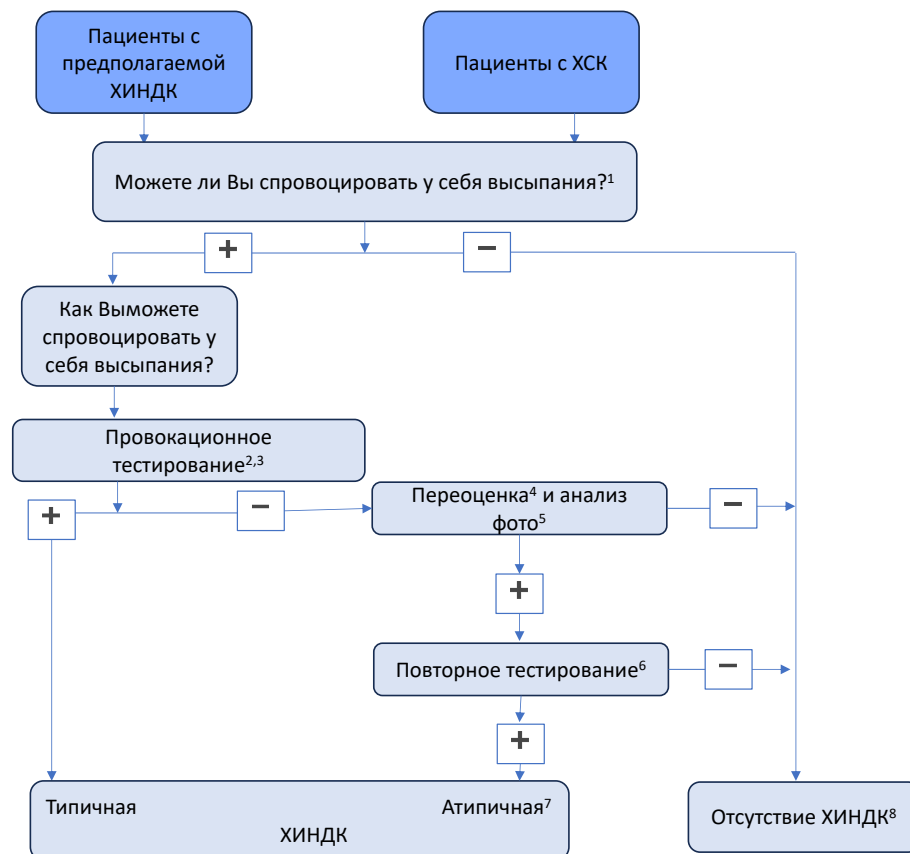 Пациенты с
предполагаемой
ХИНДК
Пациенты с ХСК
Можете ли Вы спровоцировать у себя высыпания?¹
+
−
Как Выможете
спровоцировать у
себя высыпания?
Провокационное
тестирование²,³
+
−
Переоценка⁴ и анализ
фото⁵
−
+
Повторное тестирование⁶
−
+
Типичная
Атипичная⁷
ХИНДК
Отсутствие ХИНДК⁸